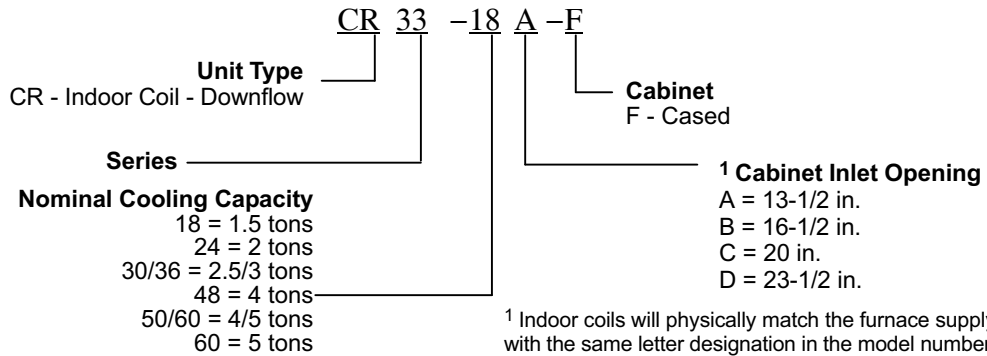 CR 33 –18 A –F
Unit Type
CR - Indoor Coil - Downflow
Cabinet
F - Cased
Series
1 Cabinet Inlet Opening
A = 13-1/2 in.
B = 16-1/2 in.
C = 20 in.
D = 23-1/2 in.
Nominal Cooling Capacity
18 = 1.5 tons
24 = 2 tons
30/36 = 2.5/3 tons
48 = 4 tons
50/60 = 4/5 tons
60 = 5 tons
1 Indoor coils will physically match the furnace supply
with the same letter designation in the model number